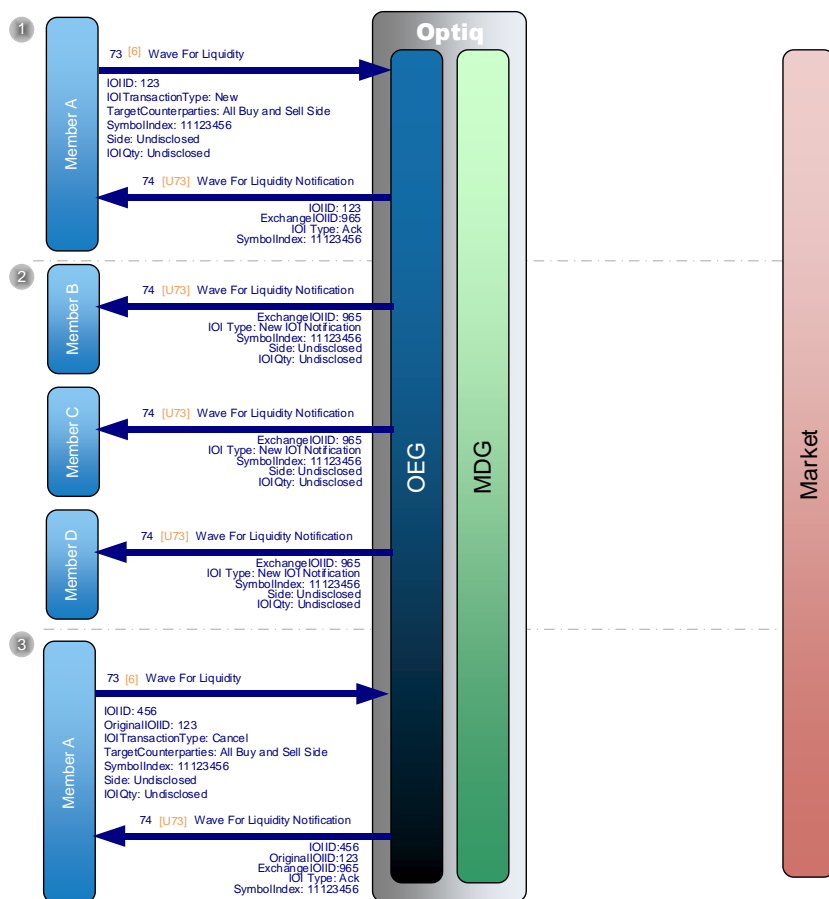 1
Optiq
Member A
73 [6] Wave For Liquidity
IOIID: 123
IOITransactionType: New
TargetCounterparties: All Buy and Sell Side
SymbolIndex: 11123456
Side: Undisclosed
IOIQty: Undisclosed
74 [U73] Wave For Liquidity Notification
IOIID: 123
ExchangeIOIID:965
IOI Type: Ack
SymbolIndex: 11123456
2
Member B
74 [U73] Wave For Liquidity Notification
ExchangeIOIID: 965
IOI Type: New IOI Notification
SymbolIndex: 11123456
Side: Undisclosed
IOIQty: Undisclosed
Member C
74 [U73] Wave For Liquidity Notification
ExchangeIOIID: 965
IOI Type: New IOI Notification
SymbolIndex: 11123456
Side: Undisclosed
IOIQty: Undisclosed
OEG
MDG
Market
Member D
74 [U73] Wave For Liquidity Notification
ExchangeIOIID: 965
IOI Type: New IOI Notification
SymbolIndex: 11123456
Side: Undisclosed
IOIQty: Undisclosed
3
Member A
73 [6] Wave For Liquidity
IOIID: 456
OriginalIOIID: 123
IOITransactionType: Cancel
TargetCounterparties: All Buy and Sell Side
SymbolIndex: 11123456
Side: Undisclosed
IOIQty: Undisclosed
74 [U73] Wave For Liquidity Notification
IOIID:456
OriginalIOIID:123
ExchangeIOIID:965
IOI Type: Ack
SymbolIndex: 11123456